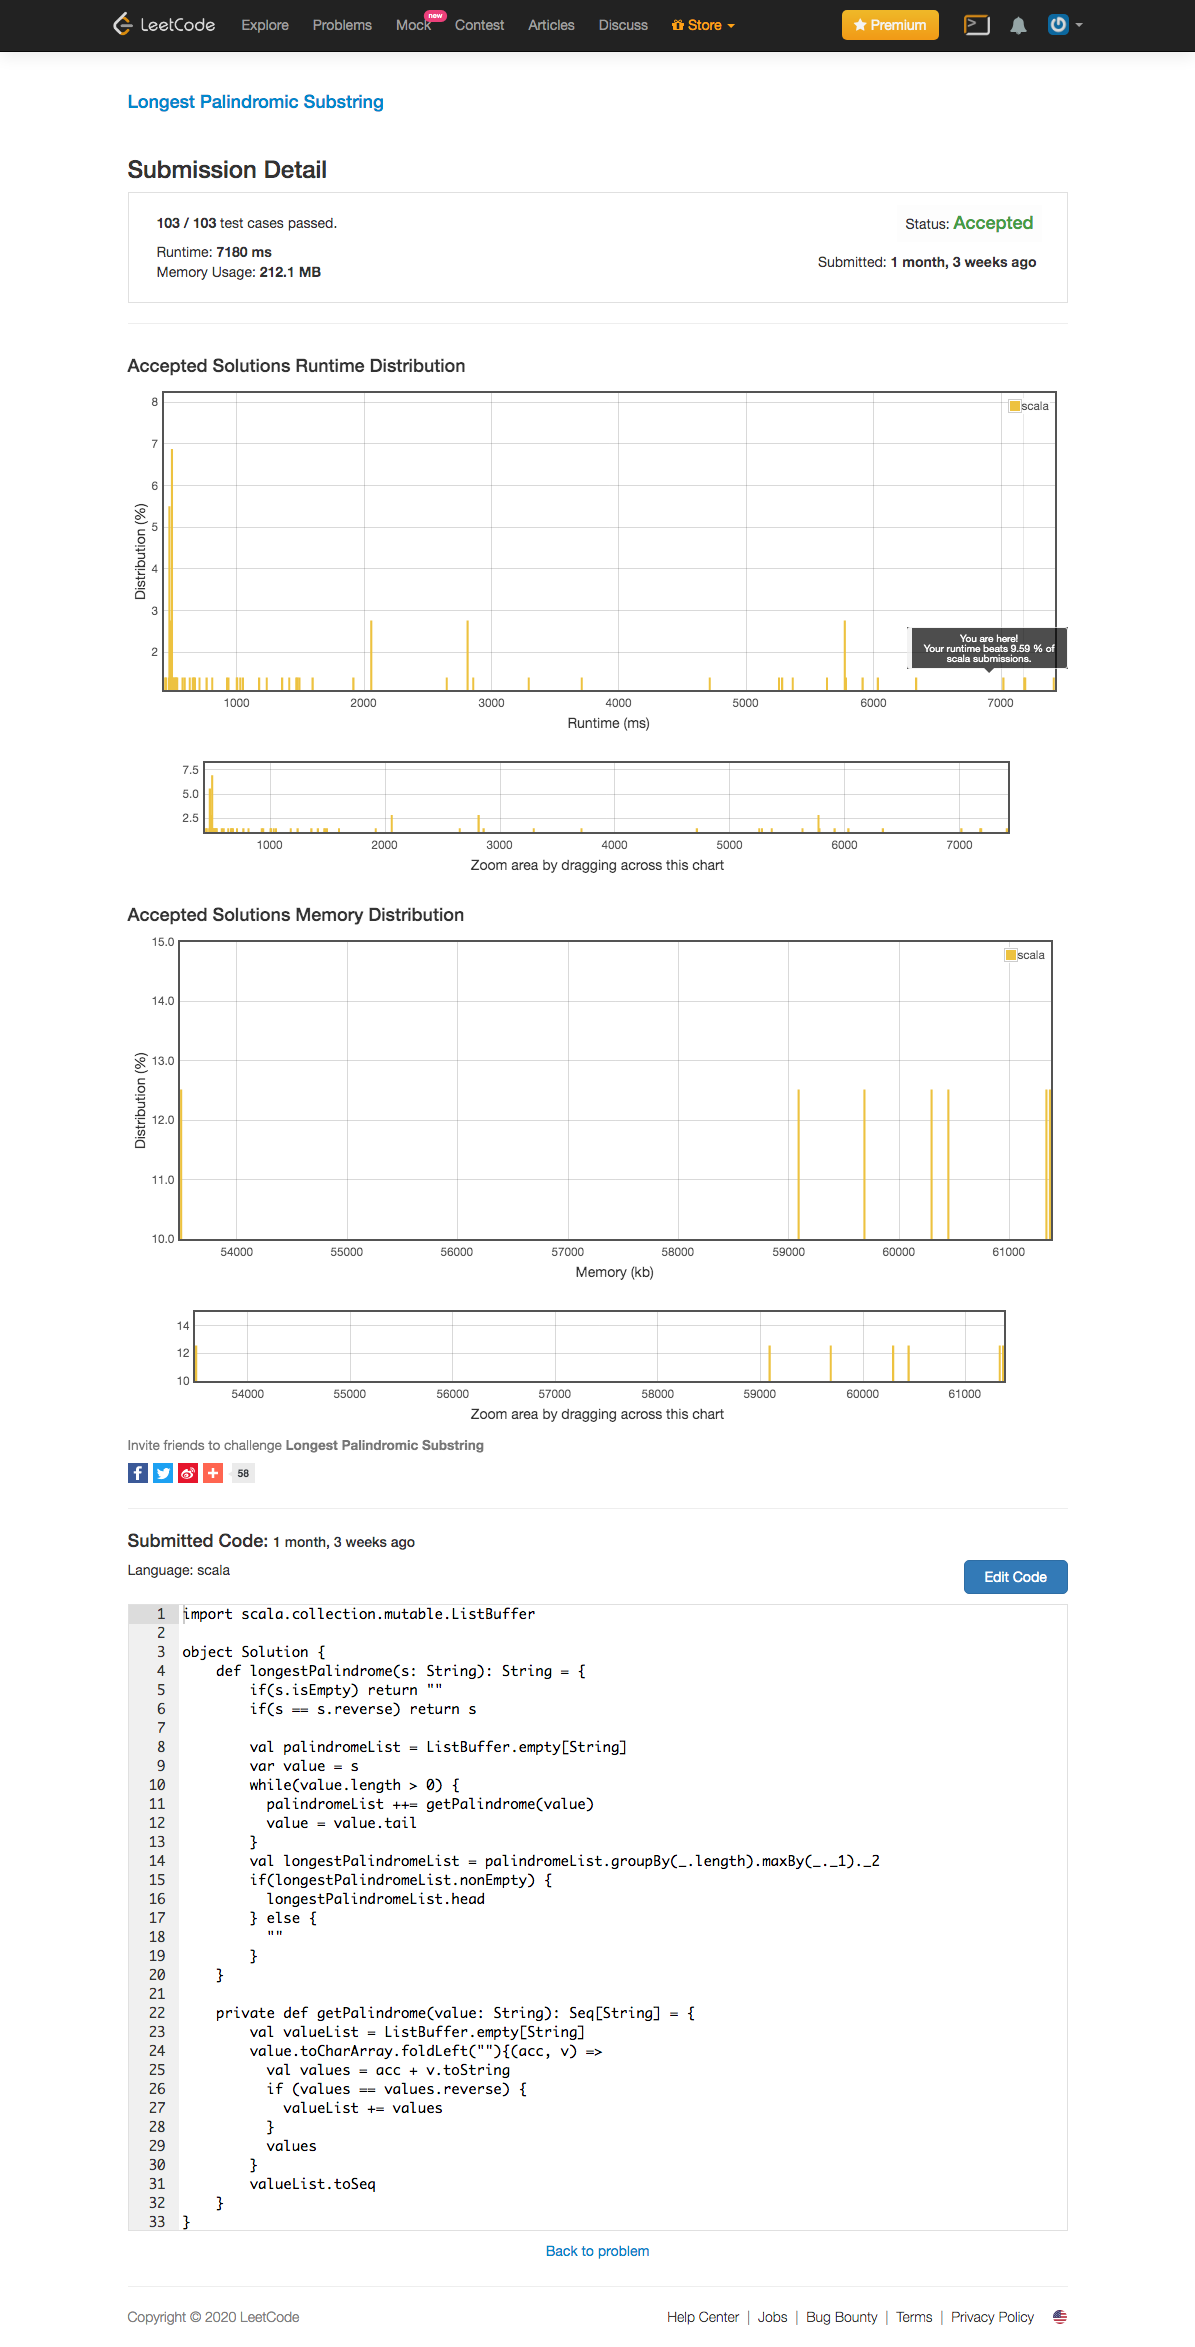 LeetCode Explore Problems Mock new Contest Articles Discuss Store Premium
Longest Palindromic Substring
Submission Detail
103 / 103 test cases passed.
Status: Accepted
Runtime: 7180 ms
Submitted: 1 month, 3 weeks ago
Memory Usage: 212.1 MB
Accepted Solutions Runtime Distribution
8
7
6
5
4
3
2
Distribution (%)
scala
You are here!
Your runtime beats 9.59 % of
scala submissions.
1000 2000 3000 4000 5000 6000 7000
Runtime (ms)
7.5
5.0
2.5
1000 2000 3000 4000 5000 6000 7000
Zoom area by dragging across this chart
Accepted Solutions Memory Distribution
15.0
14.0
13.0
12.0
11.0
10.0
Distribution (%)
scala
54000 55000 56000 57000 58000 59000 60000 61000
Memory (kb)
14
12
10
54000 55000 56000 57000 58000 59000 60000 61000
Zoom area by dragging across this chart
Invite friends to challenge Longest Palindromic Substring
58
Submitted Code: 1 month, 3 weeks ago
Language: scala
Edit Code
1 import scala.collection.mutable.ListBuffer
2
3 object Solution {
4     def longestPalindrome(s: String): String = {
5         if(s.isEmpty) return ""
6         if(s == s.reverse) return s
7
8         val palindromeList = ListBuffer.empty[String]
9         var value = s
10         while(value.length > 0) {
11           palindromeList ++= getPalindrome(value)
12           value = value.tail
13         }
14         val longestPalindromeList = palindromeList.groupBy(_.length).maxBy(_._1)._2
15         if(longestPalindromeList.nonEmpty) {
16           longestPalindromeList.head
17         } else {
18           ""
19         }
20     }
21
22     private def getPalindrome(value: String): Seq[String] = {
23         val valueList = ListBuffer.empty[String]
24         value.toCharArray.foldLeft(""){(acc, v) =>
25           val values = acc + v.toString
26           if (values == values.reverse) {
27             valueList += values
28           }
29           values
30         }
31         valueList.toSeq
32     }
33 }
Back to problem
Copyright © 2020 LeetCode
Help Center | Jobs | Bug Bounty | Terms | Privacy Policy